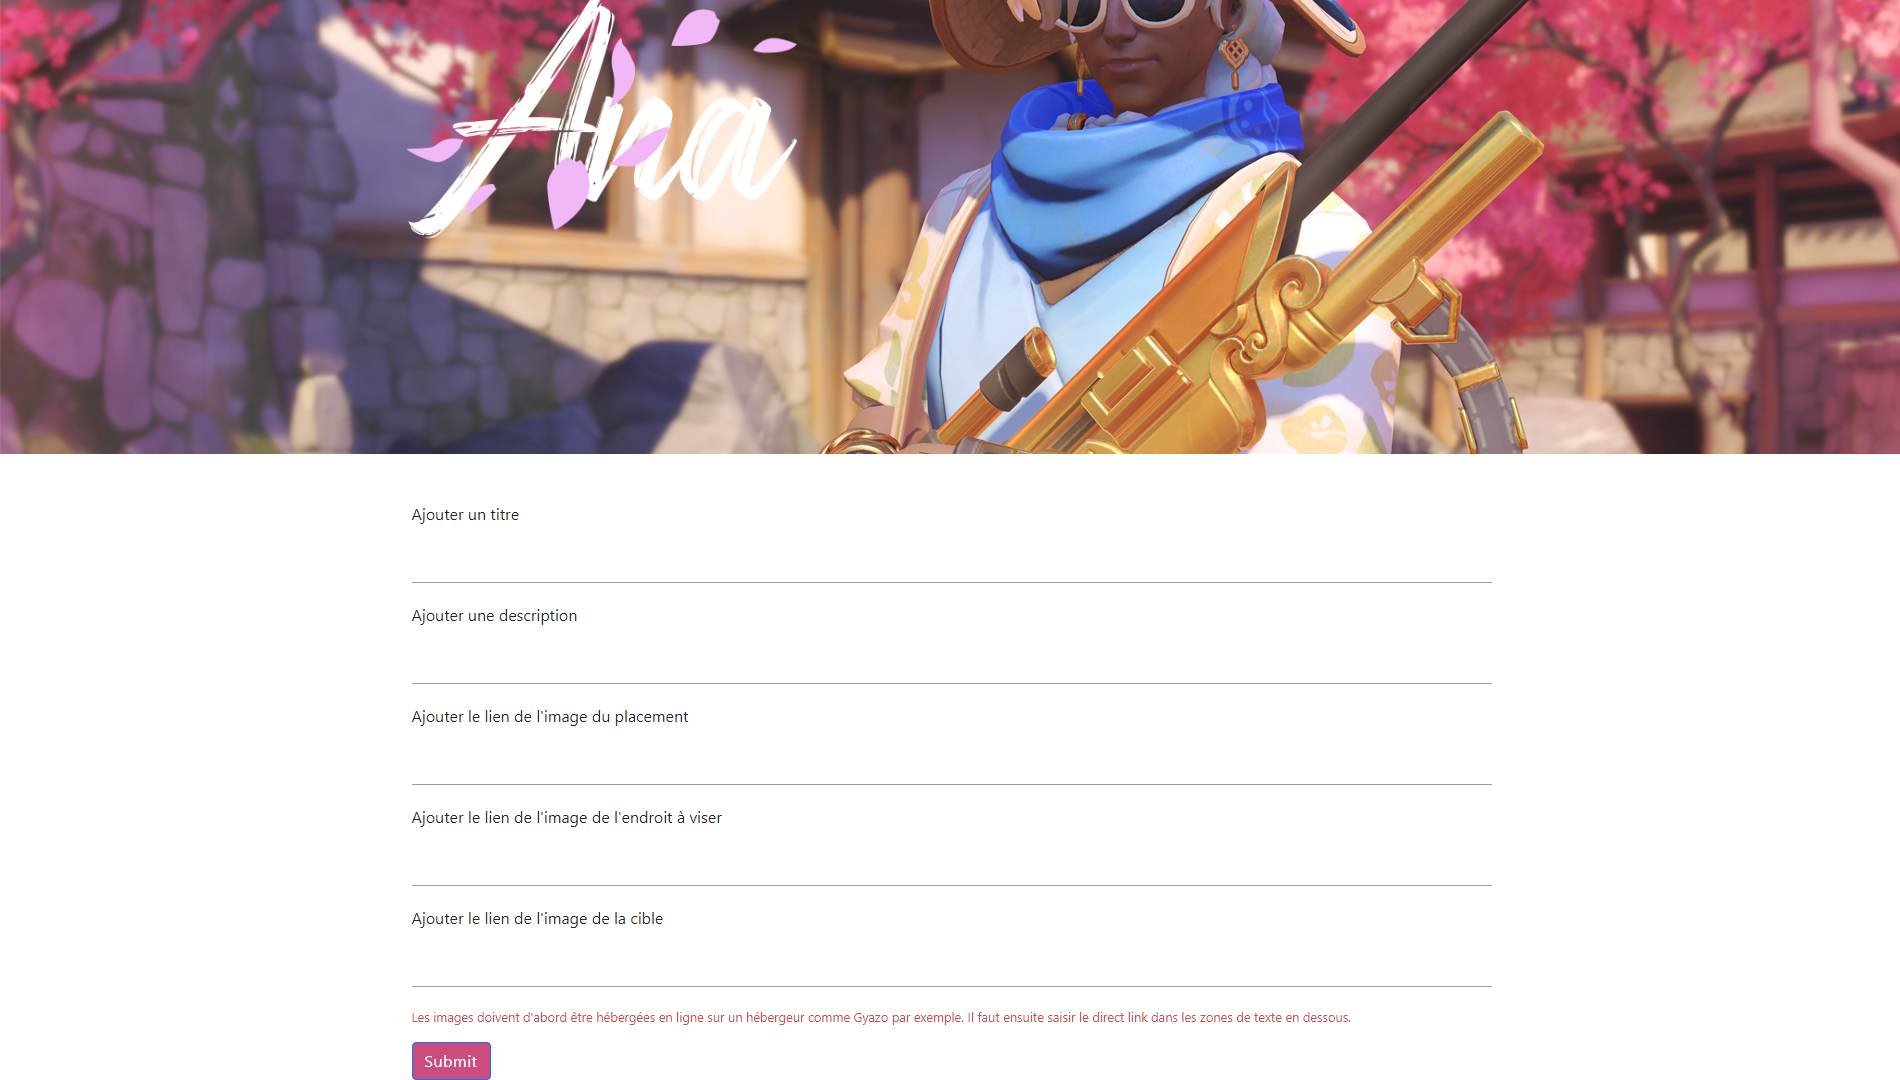 Ana
Ajouter un titre
Ajouter une description
Ajouter le lien de l'image du placement
Ajouter le lien de l'image de l'endroit à viser
Ajouter le lien de l'image de la cible
Les images doivent d'abord être hébergées en ligne sur un hébergeur comme Gyazo par exemple. Il faut ensuite saisir le direct link dans les zones de texte en dessous.
Submit